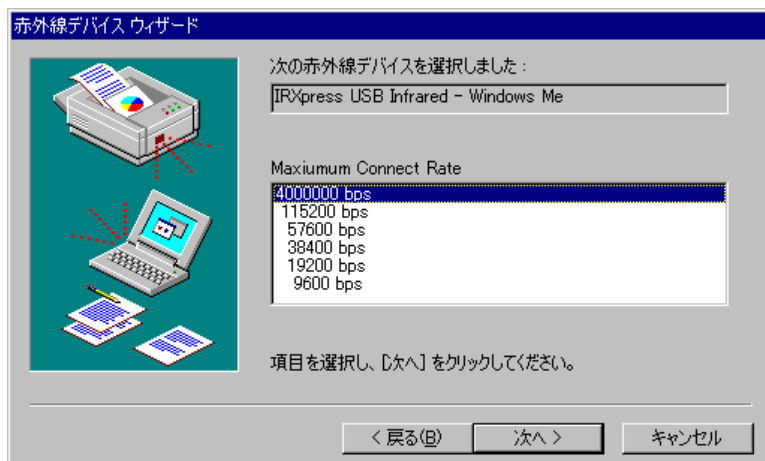 赤外線デバイス ウィザード
次の赤外線デバイスを選択しました：
IRXpress USB Infrared - Windows Me
Maxiumum Connect Rate
4000000 bps
115200 bps
57600 bps
38400 bps
19200 bps
9600 bps
項目を選択し、[次へ] をクリックしてください。
< 戻る(B)
次へ >
キャンセル